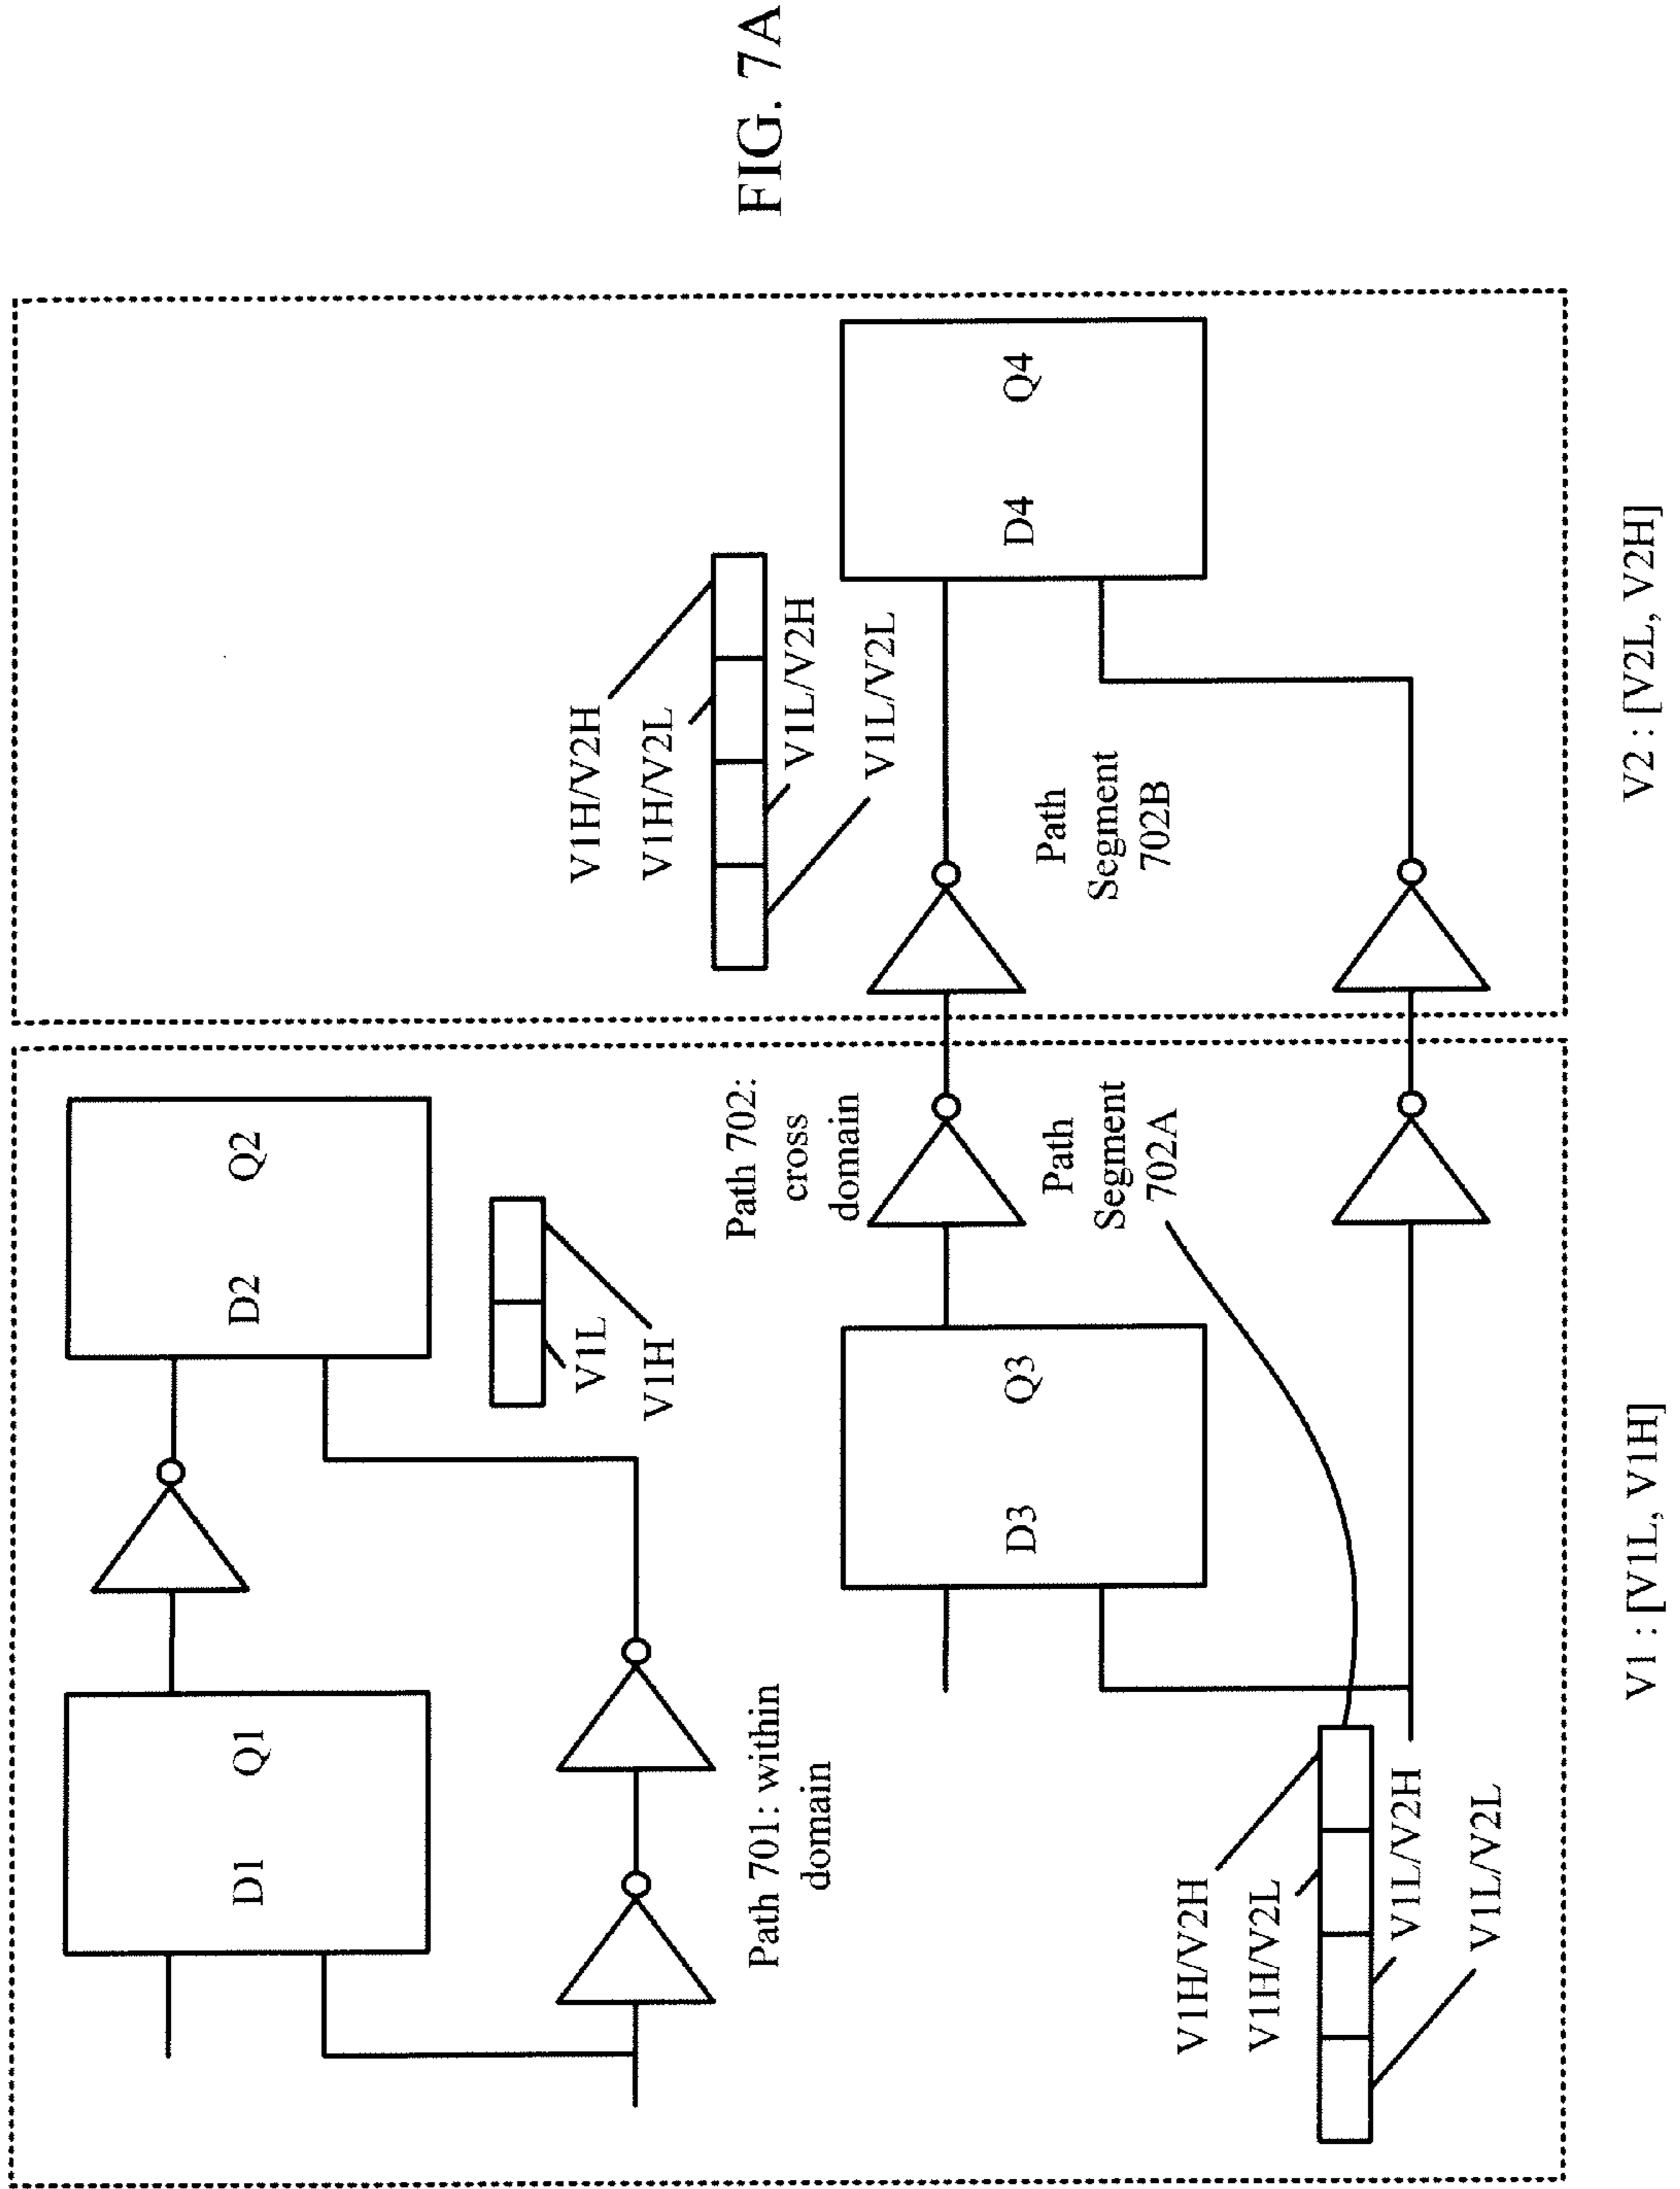 D1 Q1
D2 Q2
V1L
V1H
Path 701: within
domain
Path 702:
cross
domain
V1H/V2H
V1H/V2L
V1L/V2H
V1L/V2L
D3 Q3
D4 Q4
Path
Segment
702A
Path
Segment
702B
V1H/V2H
V1H/V2L
V1L/V2H
V1L/V2L
V1 : [V1L, V1H]
V2 : [V2L, V2H]
FIG. 7A